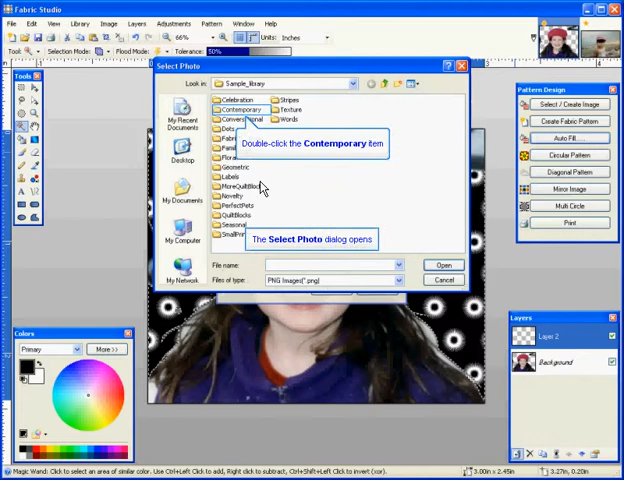 Fabric Studio
File Edit View Library Image Layers Adjustments Pattern Window Help
66% Units: Inches
Tool: Selection Mode: Flood Mode: Tolerance: 50%
Tools
Select Photo
Look in: Sample_library
My Recent Documents
Desktop
My Documents
My Computer
My Network
Celebration
Contemporary
Conversational
Dots
Fabri
Famil
Floral
Geometric
Labels
MoreQuiltBloc
Novelty
PerfectPets
QuiltBlocks
Seasonal
SmallPrin
Stripes
Texture
Words
Double-click the Contemporary item
The Select Photo dialog opens
File name:
Open
Files of type: PNG Images(*.png)
Cancel
Pattern Design
Select / Create Image
Create Fabric Pattern
Auto Fill....
Circular Pattern
Diagonal Pattern
Mirror Image
Multi Circle
Print
Layers
Layer 2
Background
Colors
Primary
More >>
Magic Wand: Click to select an area of similar color. Use Ctrl+Left Click to add, Right click to subtract, Ctrl+Shift+Left Click to invert (xor).
3.00in x 2.45in
3.27in, 0.20in